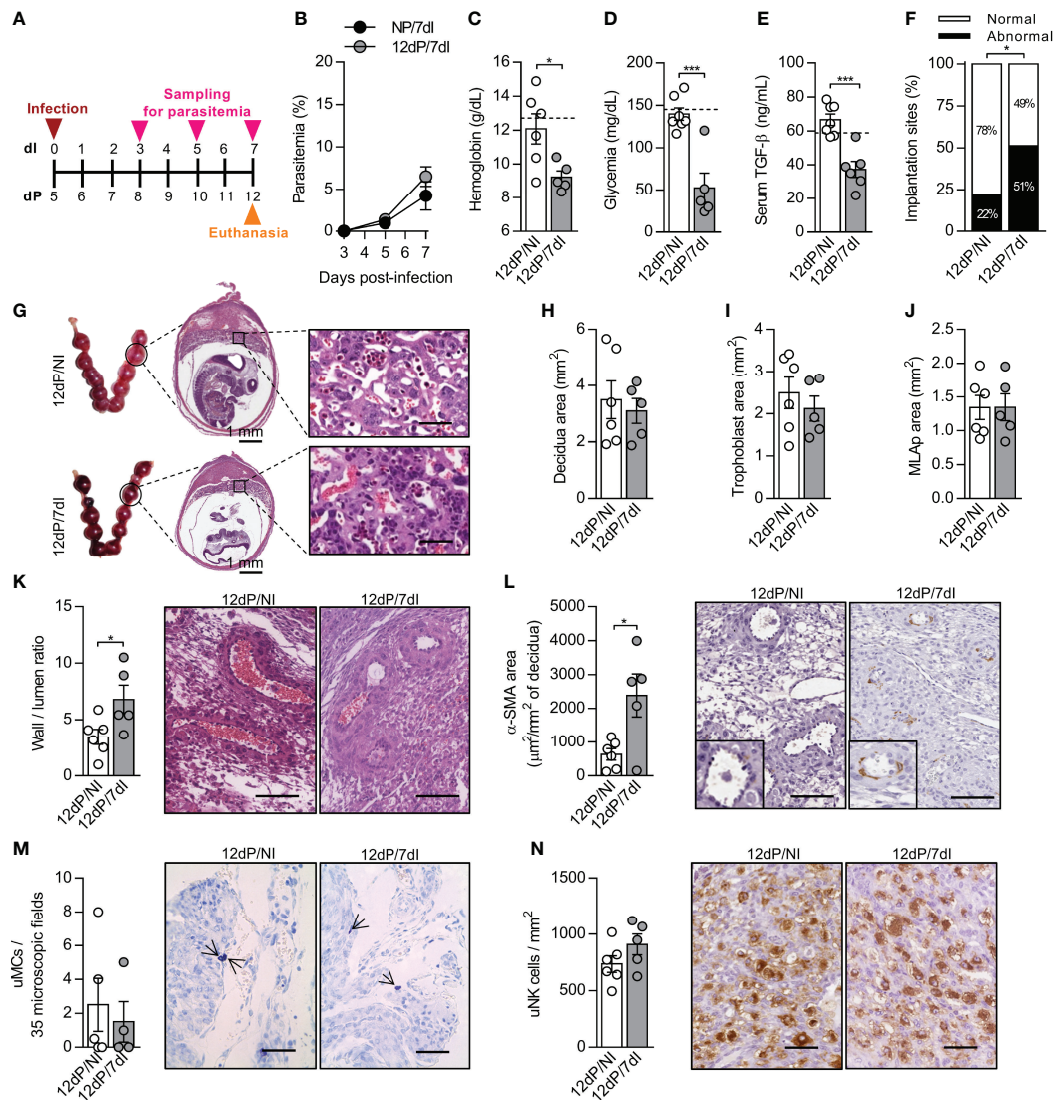 A
Infection
Sampling
for parasitemia
dI 0 1 2 3 4 5 6 7
dP 5 6 7 8 9 10 11 12
Euthanasia
B
NP/7dI
12dP/7dI
Parasitemia (%)
20
15
10
5
0
3 4 5 6 7
Days post-infection
C
Hemoglobin (g/dL)
*
16
14
12
10
8
6
12dP/NI
12dP/7dI
D
Glycemia (mg/dL)
***
200
150
100
50
0
12dP/NI
12dP/7dI
E
Serum TGF-β (ng/mL)
***
100
80
60
40
20
0
12dP/NI
12dP/7dI
F
Normal
Abnormal
*
Implantation sites (%)
100
75
50
25
0
78%
22%
49%
51%
12dP/NI
12dP/7dI
G
12dP/NI
1 mm
12dP/7dI
1 mm
H
Decidua area (mm²)
6
4
2
0
12dP/NI
12dP/7dI
I
Trophoblast area (mm²)
4
3
2
1
0
12dP/NI
12dP/7dI
J
MLAp area (mm²)
2.5
2.0
1.5
1.0
0.5
0.0
12dP/NI
12dP/7dI
K
Wall / lumen ratio
*
15
10
5
0
12dP/NI
12dP/7dI
12dP/NI
12dP/7dI
L
α-SMA area
(μm²/mm² of decidua)
*
5000
4000
3000
2000
1000
0
12dP/NI
12dP/7dI
12dP/NI
12dP/7dI
M
uMCs /
35 microscopic fields
10
8
6
4
2
0
12dP/NI
12dP/7dI
12dP/NI
12dP/7dI
N
uNK cells / mm²
1500
1000
500
0
12dP/NI
12dP/7dI
12dP/NI
12dP/7dI